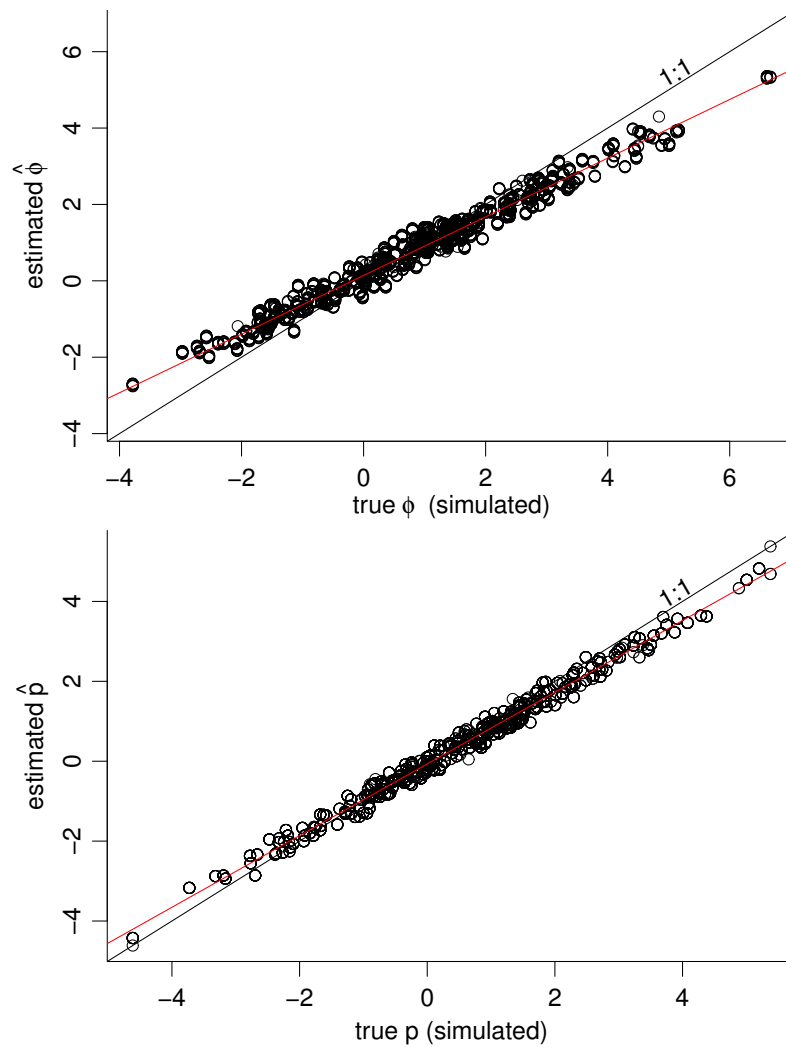 6
4
2
0
−2
−4
estimated ϕ̂
1:1
−4 −2 0 2 4 6
true ϕ (simulated)
4
2
0
−2
−4
estimated p̂
1:1
−4 −2 0 2 4
true p (simulated)